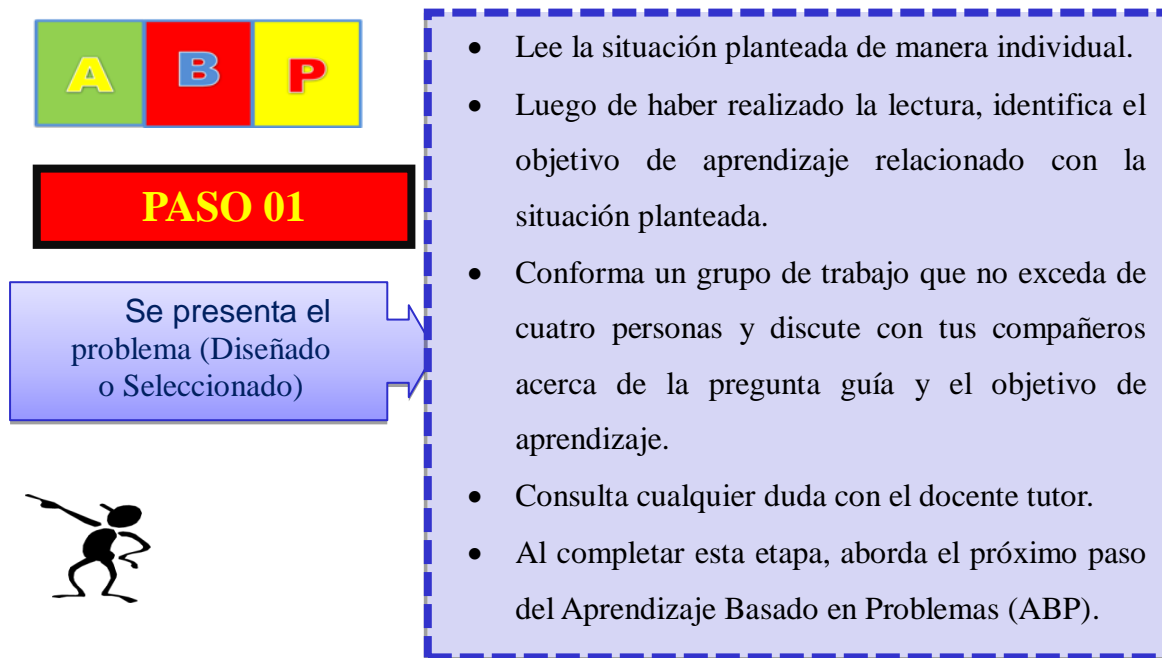 A B P
PASO 01
Se presenta el
problema (Diseñado
o Seleccionado)
• Lee la situación planteada de manera individual.
• Luego de haber realizado la lectura, identifica el
objetivo de aprendizaje relacionado con la
situación planteada.
• Conforma un grupo de trabajo que no exceda de
cuatro personas y discute con tus compañeros
acerca de la pregunta guía y el objetivo de
aprendizaje.
• Consulta cualquier duda con el docente tutor.
• Al completar esta etapa, aborda el próximo paso
del Aprendizaje Basado en Problemas (ABP).